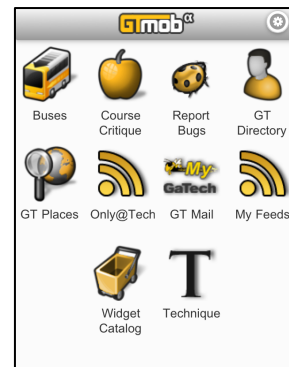 GTmob α
Buses
Course
Critique
Report
Bugs
GT
Directory
GT Places
Only@Tech
My
GaTech
GT Mail
My Feeds
Widget
Catalog
T
Technique